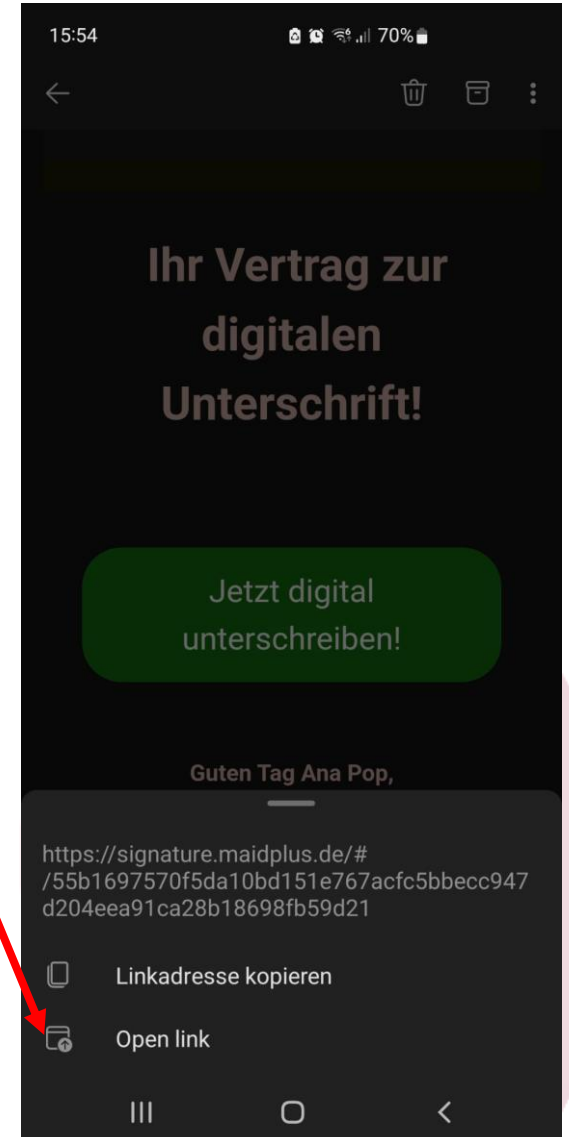 15:54
70%
Ihr Vertrag zur
digitalen
Unterschrift!
Jetzt digital
unterschreiben!
Guten Tag Ana Pop,
https://signature.maidplus.de/#
/55b1697570f5da10bd151e767acfc5bbecc947
d204eea91ca28b18698fb59d21
Linkadresse kopieren
Open link